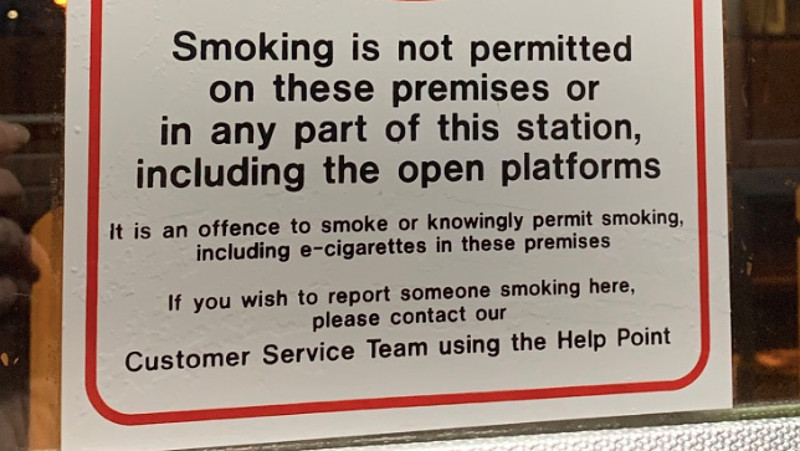 Smoking is not permitted
on these premises or
in any part of this station,
including the open platforms
It is an offence to smoke or knowingly permit smoking,
including e-cigarettes in these premises
If you wish to report someone smoking here,
please contact our
Customer Service Team using the Help Point